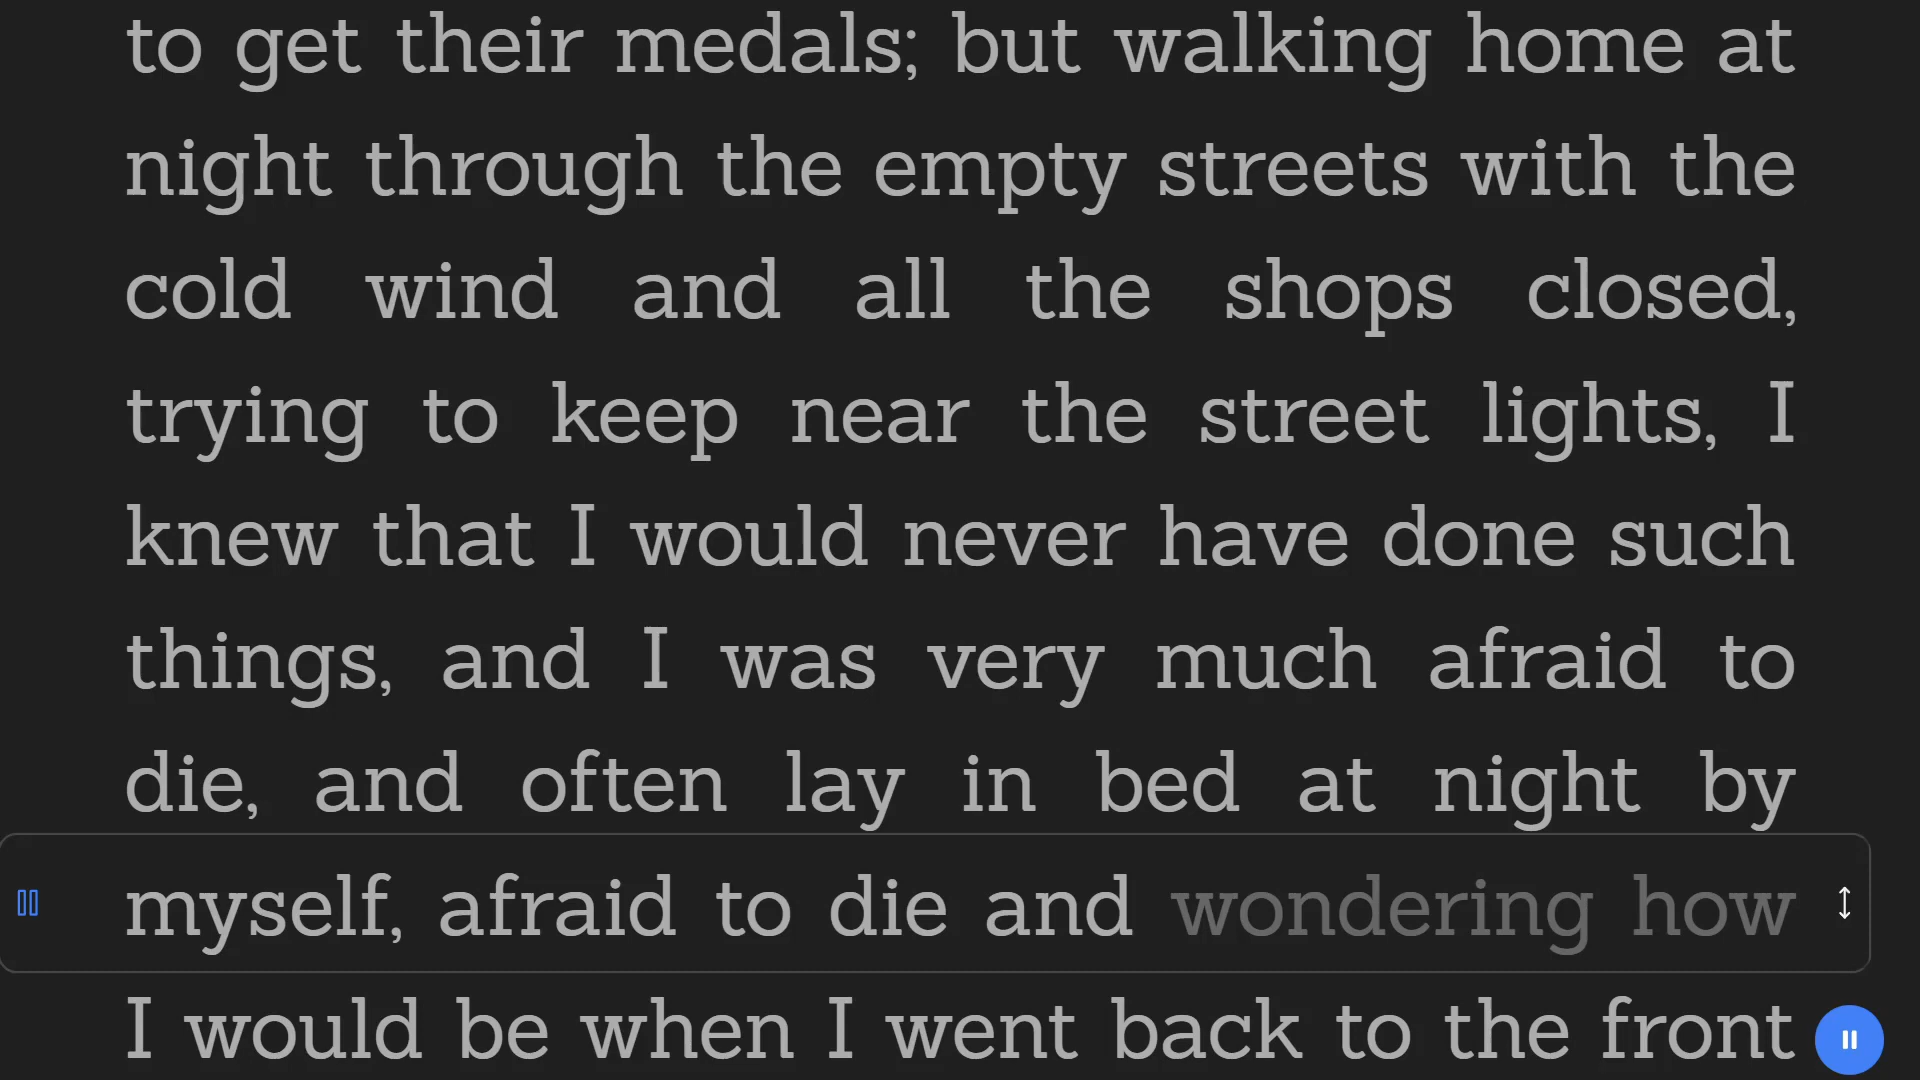 to get their medals; but walking home at
night through the empty streets with the
cold wind and all the shops closed,
trying to keep near the street lights, I
knew that I would never have done such
things, and I was very much afraid to
die, and often lay in bed at night by
myself, afraid to die and wondering how
I would be when I went back to the front